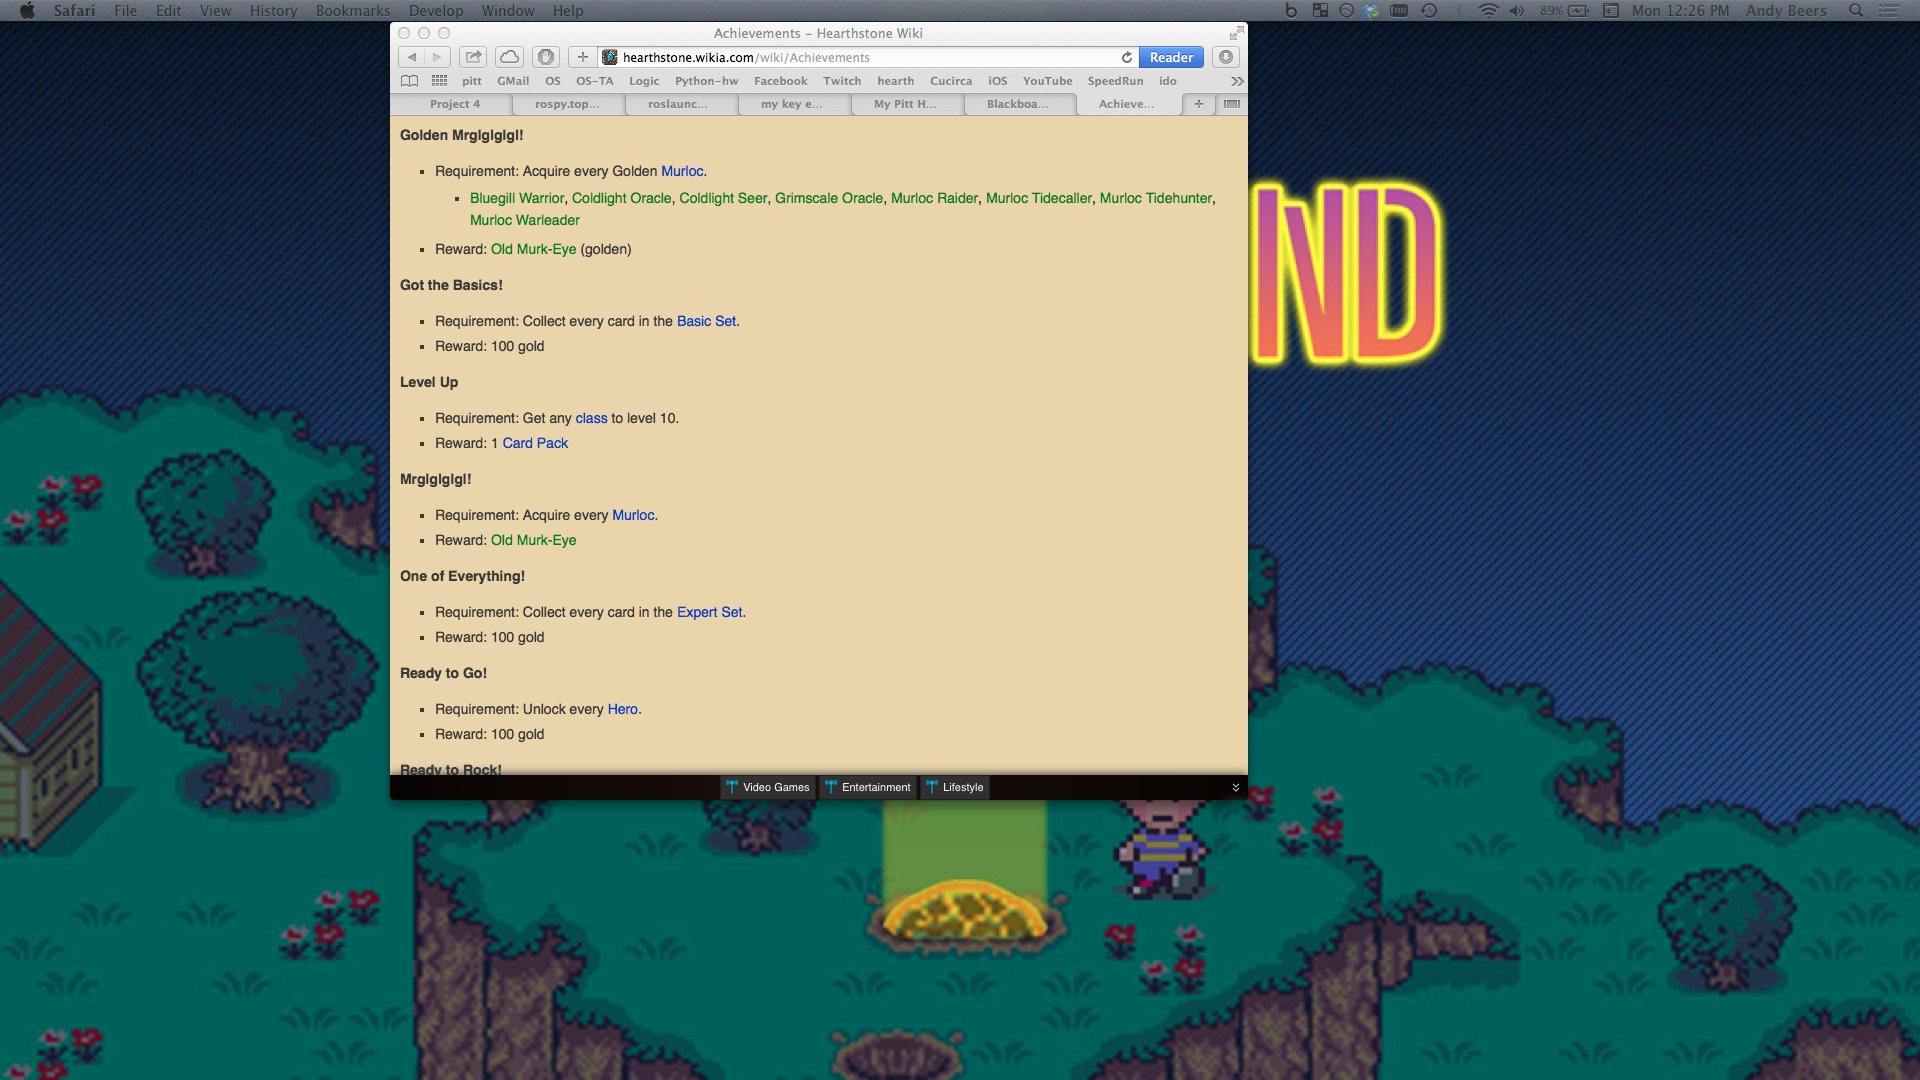 Safari File Edit View History Bookmarks Develop Window Help 89% Mon 12:26 PM Andy Beers
Achievements – Hearthstone Wiki
hearthstone.wikia.com/wiki/Achievements Reader
pitt GMail OS OS-TA Logic Python-hw Facebook Twitch hearth Cucirca iOS YouTube SpeedRun ido
Project 4 rospy.top... roslaunc... my key e... My Pitt H... Blackboa... Achieve...
Golden Mrglglglgl!
Requirement: Acquire every Golden Murloc.
Bluegill Warrior, Coldlight Oracle, Coldlight Seer, Grimscale Oracle, Murloc Raider, Murloc Tidecaller, Murloc Tidehunter,
Murloc Warleader
Reward: Old Murk-Eye (golden)
Got the Basics!
Requirement: Collect every card in the Basic Set.
Reward: 100 gold
Level Up
Requirement: Get any class to level 10.
Reward: 1 Card Pack
Mrglglglgl!
Requirement: Acquire every Murloc.
Reward: Old Murk-Eye
One of Everything!
Requirement: Collect every card in the Expert Set.
Reward: 100 gold
Ready to Go!
Requirement: Unlock every Hero.
Reward: 100 gold
Ready to Rock!
Video Games Entertainment Lifestyle
ND